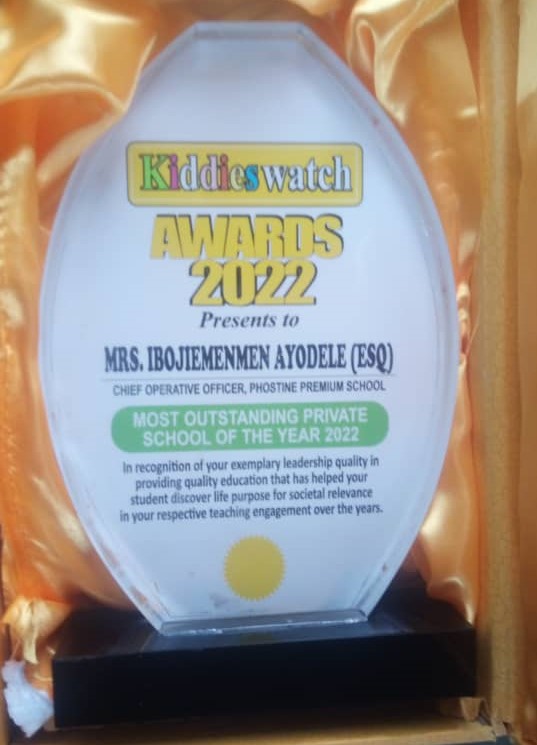 Kiddieswatch
AWARDS
2022
Presents to
MRS. IBOJIEMENMEN AYODELE (ESQ)
CHIEF OPERATIVE OFFICER, PHOSTINE PREMIUM SCHOOL
MOST OUTSTANDING PRIVATE
SCHOOL OF THE YEAR 2022
In recognition of your exemplary leadership quality in
providing quality education that has helped your
student discover life purpose for societal relevance
in your respective teaching engagement over the years.